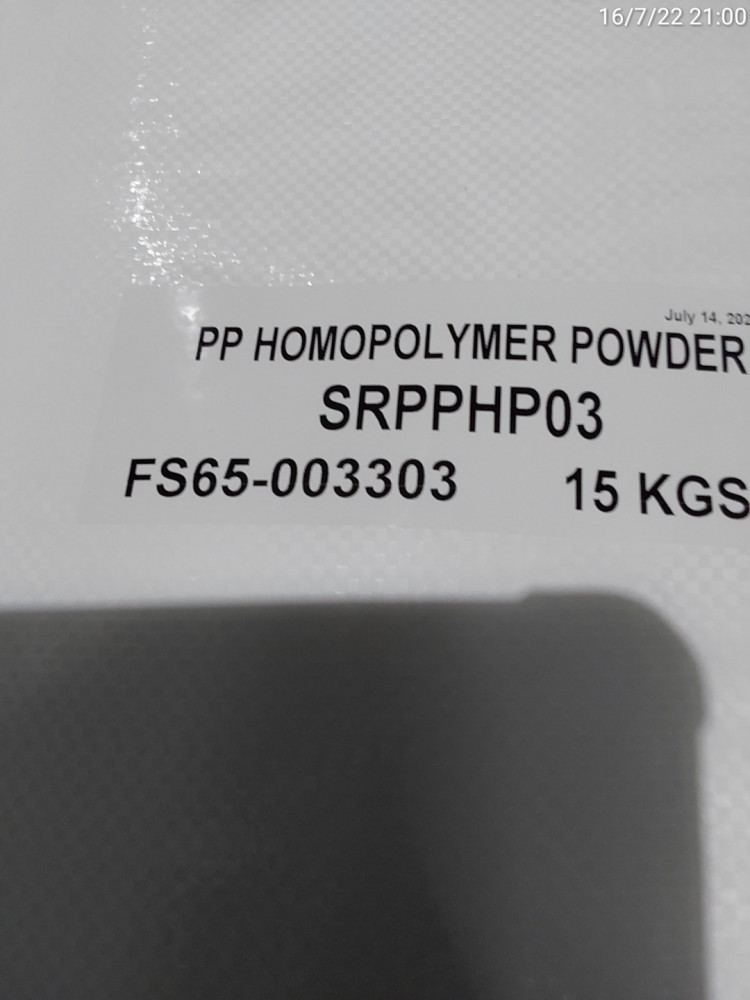 16/7/22 21:00
July 14, 202
PP HOMOPOLYMER POWDER
SRPPHP03
FS65-003303 15 KGS